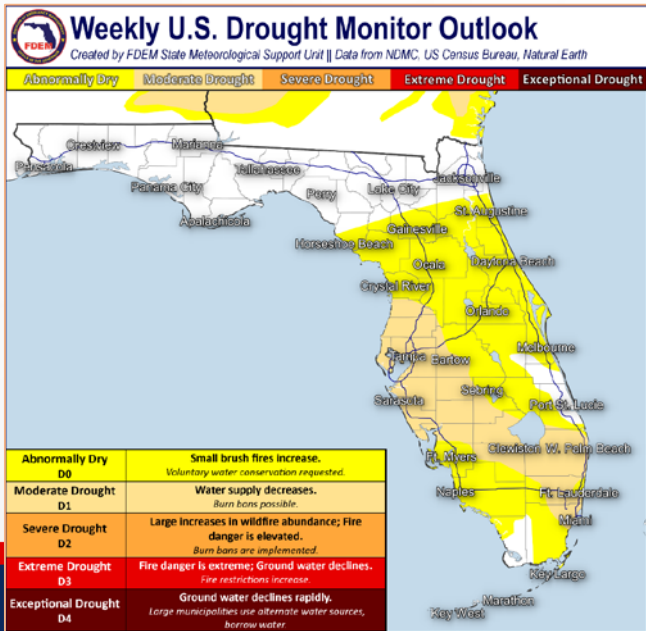 FDEM
Weekly U.S. Drought Monitor Outlook
Created by FDEM State Meteorological Support Unit || Data from NDMC, US Census Bureau, Natural Earth
Abnormally Dry Moderate Drought Severe Drought Extreme Drought Exceptional Drought
Crestview Marianna
Pensacola Tallahassee Jacksonville
Panama City Perry Lake City
Apalachicola St. Augustine
Gainesville
Horseshoe Beach
Ocala Daytona Beach
Crystal River
Orlando
Melbourne
Tampa Bartow
Sebring
Sarasota Port St. Lucie
Clewiston W. Palm Beach
Ft. Myers
Naples Ft. Lauderdale
Miami
Key Largo
Marathon
Key West
Abnormally Dry
D0
Small brush fires increase.
Voluntary water conservation requested.
Moderate Drought
D1
Water supply decreases.
Burn bans possible.
Severe Drought
D2
Large increases in wildfire abundance; Fire
danger is elevated.
Burn bans are implemented.
Extreme Drought
D3
Fire danger is extreme; Ground water declines.
Fire restrictions increase.
Exceptional Drought
D4
Ground water declines rapidly.
Large municipalities use alternate water sources,
borrow water.